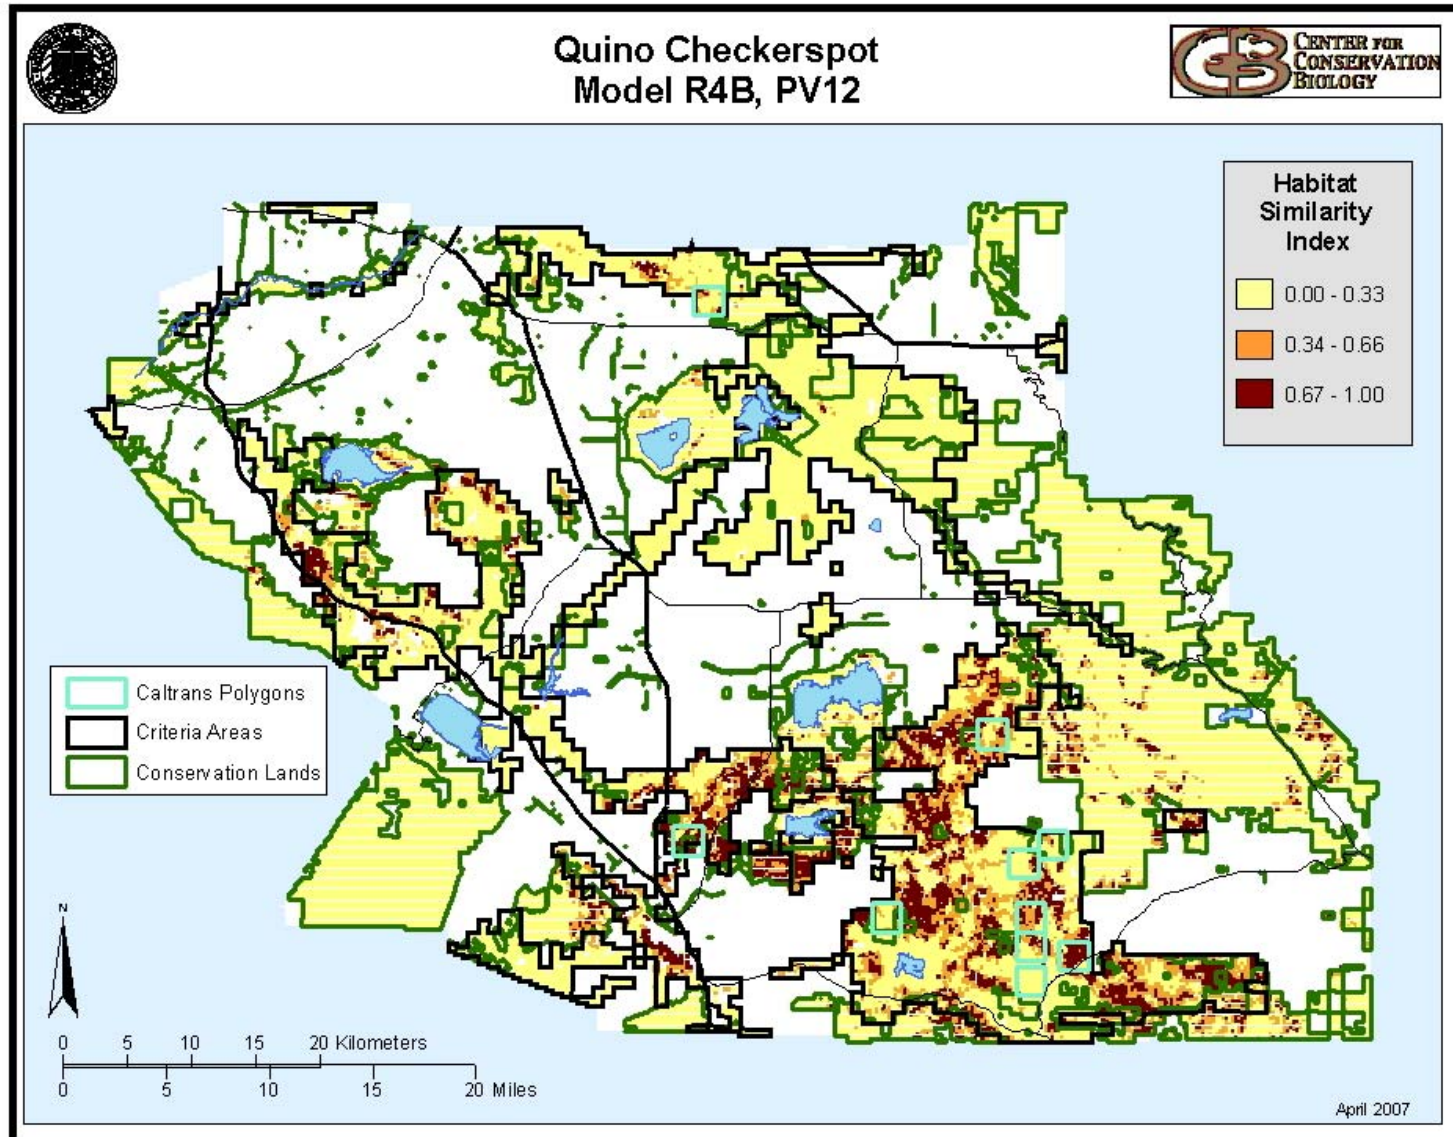 Quino Checkerspot
Model R4B, PV12
CENTER FOR
CONSERVATION
BIOLOGY
Habitat
Similarity
Index
0.00 - 0.33
0.34 - 0.66
0.67 - 1.00
Caltrans Polygons
Criteria Areas
Conservation Lands
N
0 5 10 15 20 Kilometers
0 5 10 15 20 Miles
April 2007